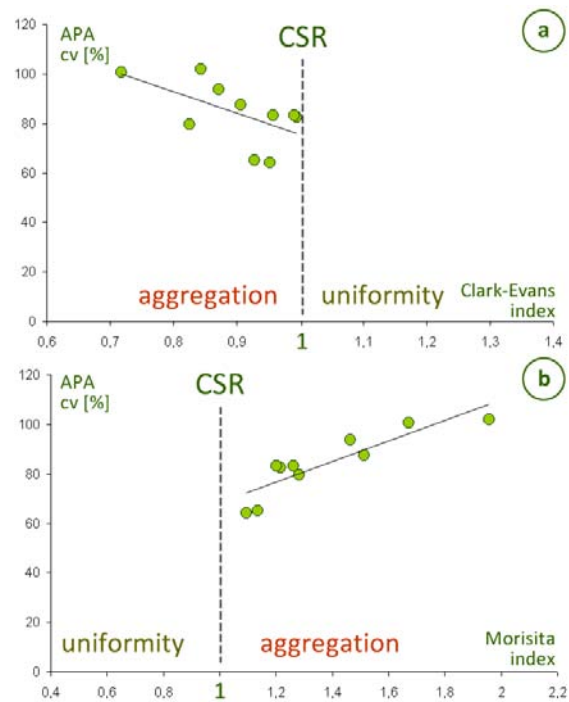 120
APA
cv [%]
CSR
a
100
80
60
40
20
aggregation
uniformity
Clark-Evans
index
0
0,6
0,7
0,8
0,9
1
1,1
1,2
1,3
1,4
120
APA
cv [%]
CSR
b
100
80
60
40
20
uniformity
aggregation
Morisita
index
0
0,4
0,6
0,8
1
1,2
1,4
1,6
1,8
2
2,2